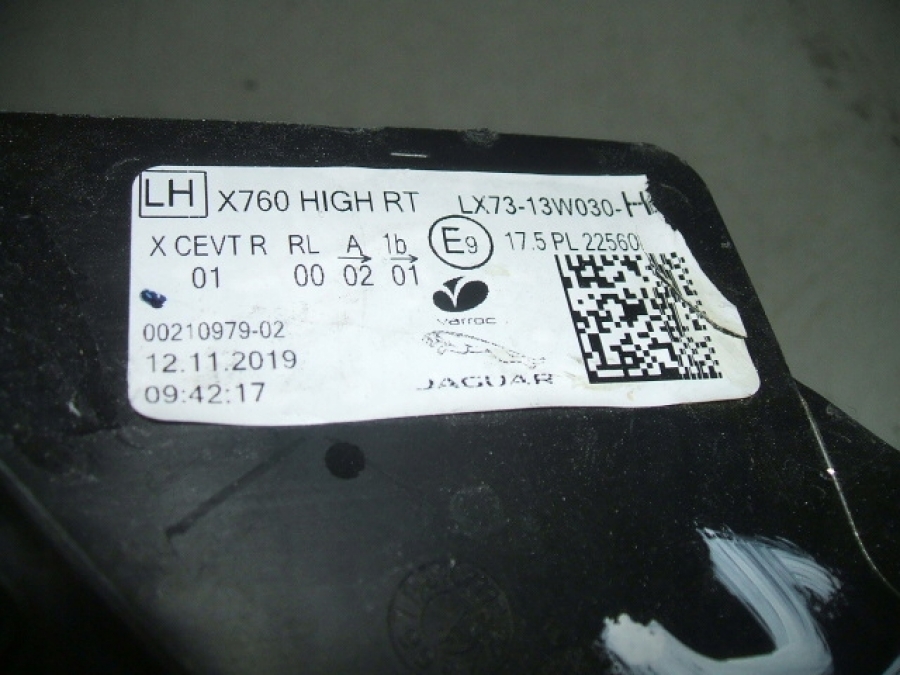 LH X760 HIGH RT LX73-13W030-H
X CEVT R RL A 1b E9 17.5 PL 22560
01 00 02 01
varroc
00210979-02
12.11.2019
JAGUAR
09:42:17